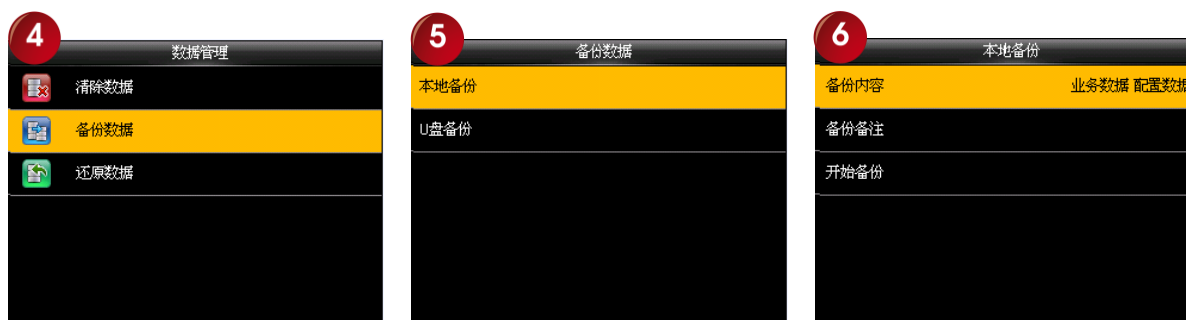 4
数据管理
清除数据
备份数据
还原数据
5
备份数据
本地备份
U盘备份
6
本地备份
备份内容 业务数据 配置数据
备份备注
开始备份